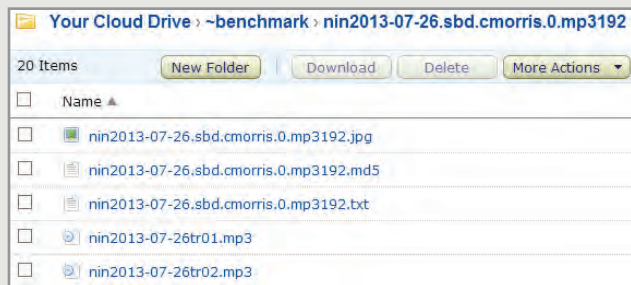 Your Cloud Drive › ~benchmark › nin2013-07-26.sbd.cmorris.0.mp3192
20 Items New Folder Download Delete More Actions
Name
nin2013-07-26.sbd.cmorris.0.mp3192.jpg
nin2013-07-26.sbd.cmorris.0.mp3192.md5
nin2013-07-26.sbd.cmorris.0.mp3192.txt
nin2013-07-26tr01.mp3
nin2013-07-26tr02.mp3